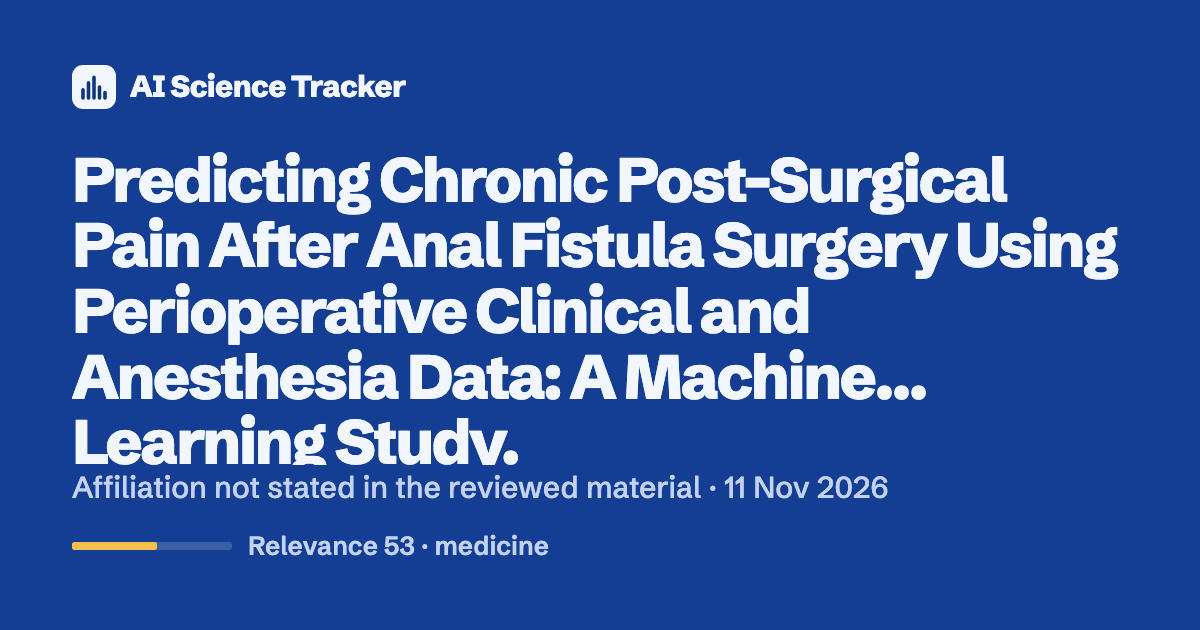 AI Science Tracker
Predicting Chronic Post-Surgical
Pain After Anal Fistula Surgery Using
Perioperative Clinical and
Anesthesia Data: A Machine...
Learning Study.
Affiliation not stated in the reviewed material · 11 Nov 2026
Relevance 53 · medicine